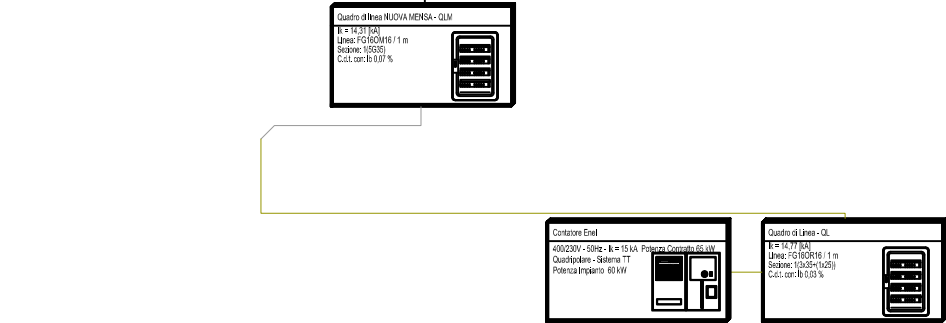 Quadro di linea NUOVA MENSA - QLM
Ik = 14,31 [kA]
Linea: FG16OM16 / 1 m
Sezione: 1(5G35)
C.d.t. con: Ib 0,07 %
Contatore Enel
400/230V - 50Hz - Ik = 15 kA Potenza Contratto 65 kW
Quadripolare - Sistema TT
Potenza Impianto 60 kW
Quadro di Linea - QL
Ik = 14,77 [kA]
Linea: FG16OR16 / 1 m
Sezione: 1(3x35+(1x25))
C.d.t. con: Ib 0,03 %